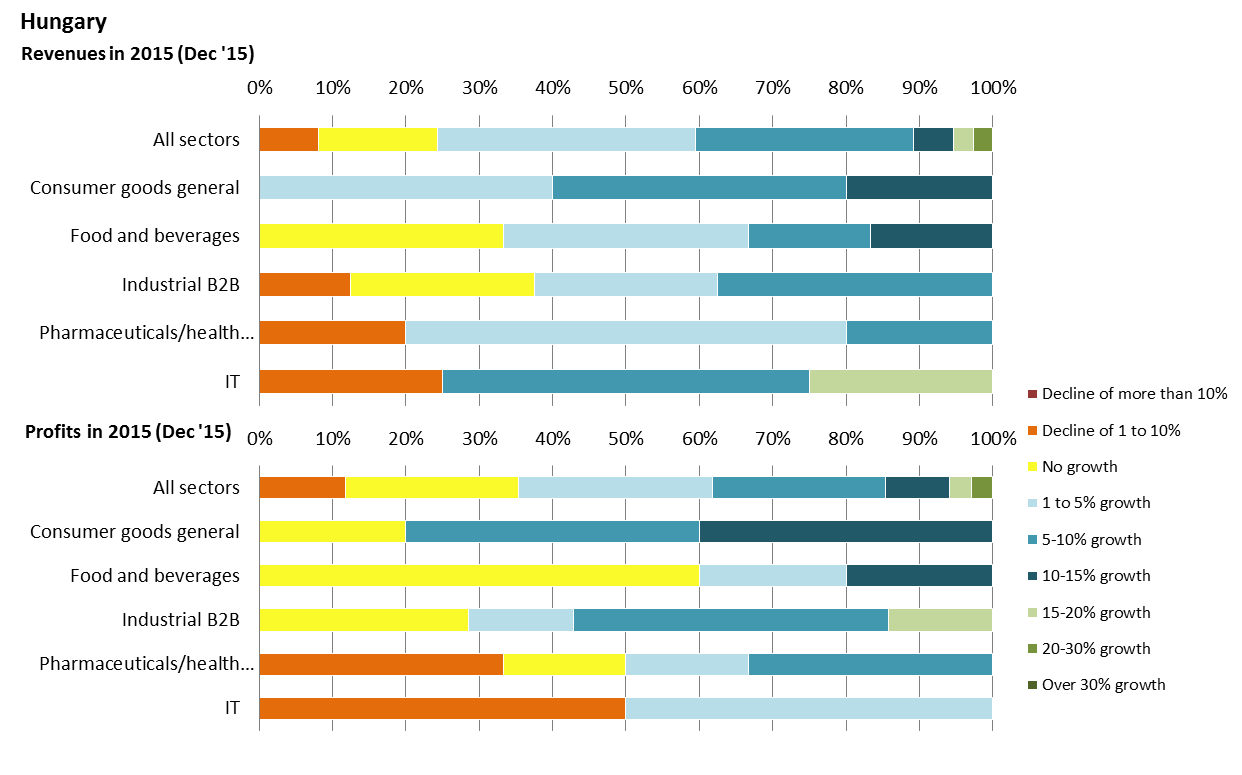 Hungary
Revenues in 2015 (Dec '15)
0% 10% 20% 30% 40% 50% 60% 70% 80% 90% 100%
All sectors
Consumer goods general
Food and beverages
Industrial B2B
Pharmaceuticals/health...
IT
Profits in 2015 (Dec '15)
0% 10% 20% 30% 40% 50% 60% 70% 80% 90% 100%
All sectors
Consumer goods general
Food and beverages
Industrial B2B
Pharmaceuticals/health...
IT
Decline of more than 10%
Decline of 1 to 10%
No growth
1 to 5% growth
5-10% growth
10-15% growth
15-20% growth
20-30% growth
Over 30% growth